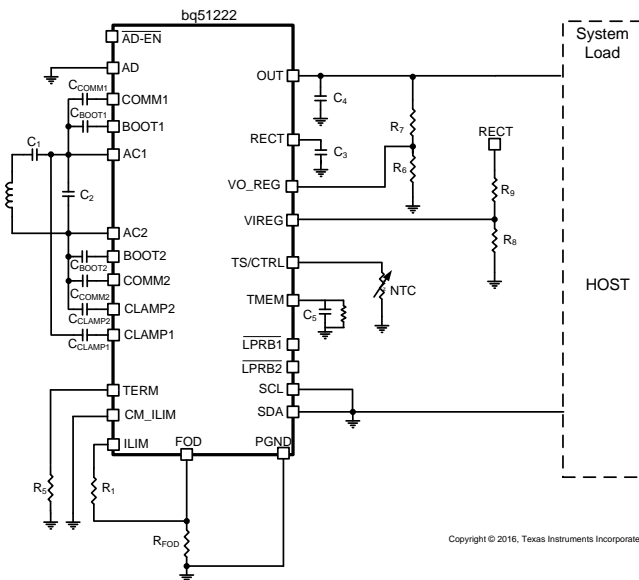 bq51222
AD-EN
AD
CCOMM1
COMM1
CBOOT1
BOOT1
C1
AC1
C2
AC2
BOOT2
CBOOT2
COMM2
CCOMM2
CLAMP2
CCLAMP2
CLAMP1
CCLAMP1
TERM
CM_ILIM
ILIM
FOD
PGND
R5
R1
RFOD
OUT
C4
R7
RECT
C3
R6
VO_REG
RECT
R9
VIREG
R8
TS/CTRL
NTC
TMEM
C5
LPRB1
LPRB2
SCL
SDA
System
Load
HOST
Copyright © 2016, Texas Instruments Incorporate